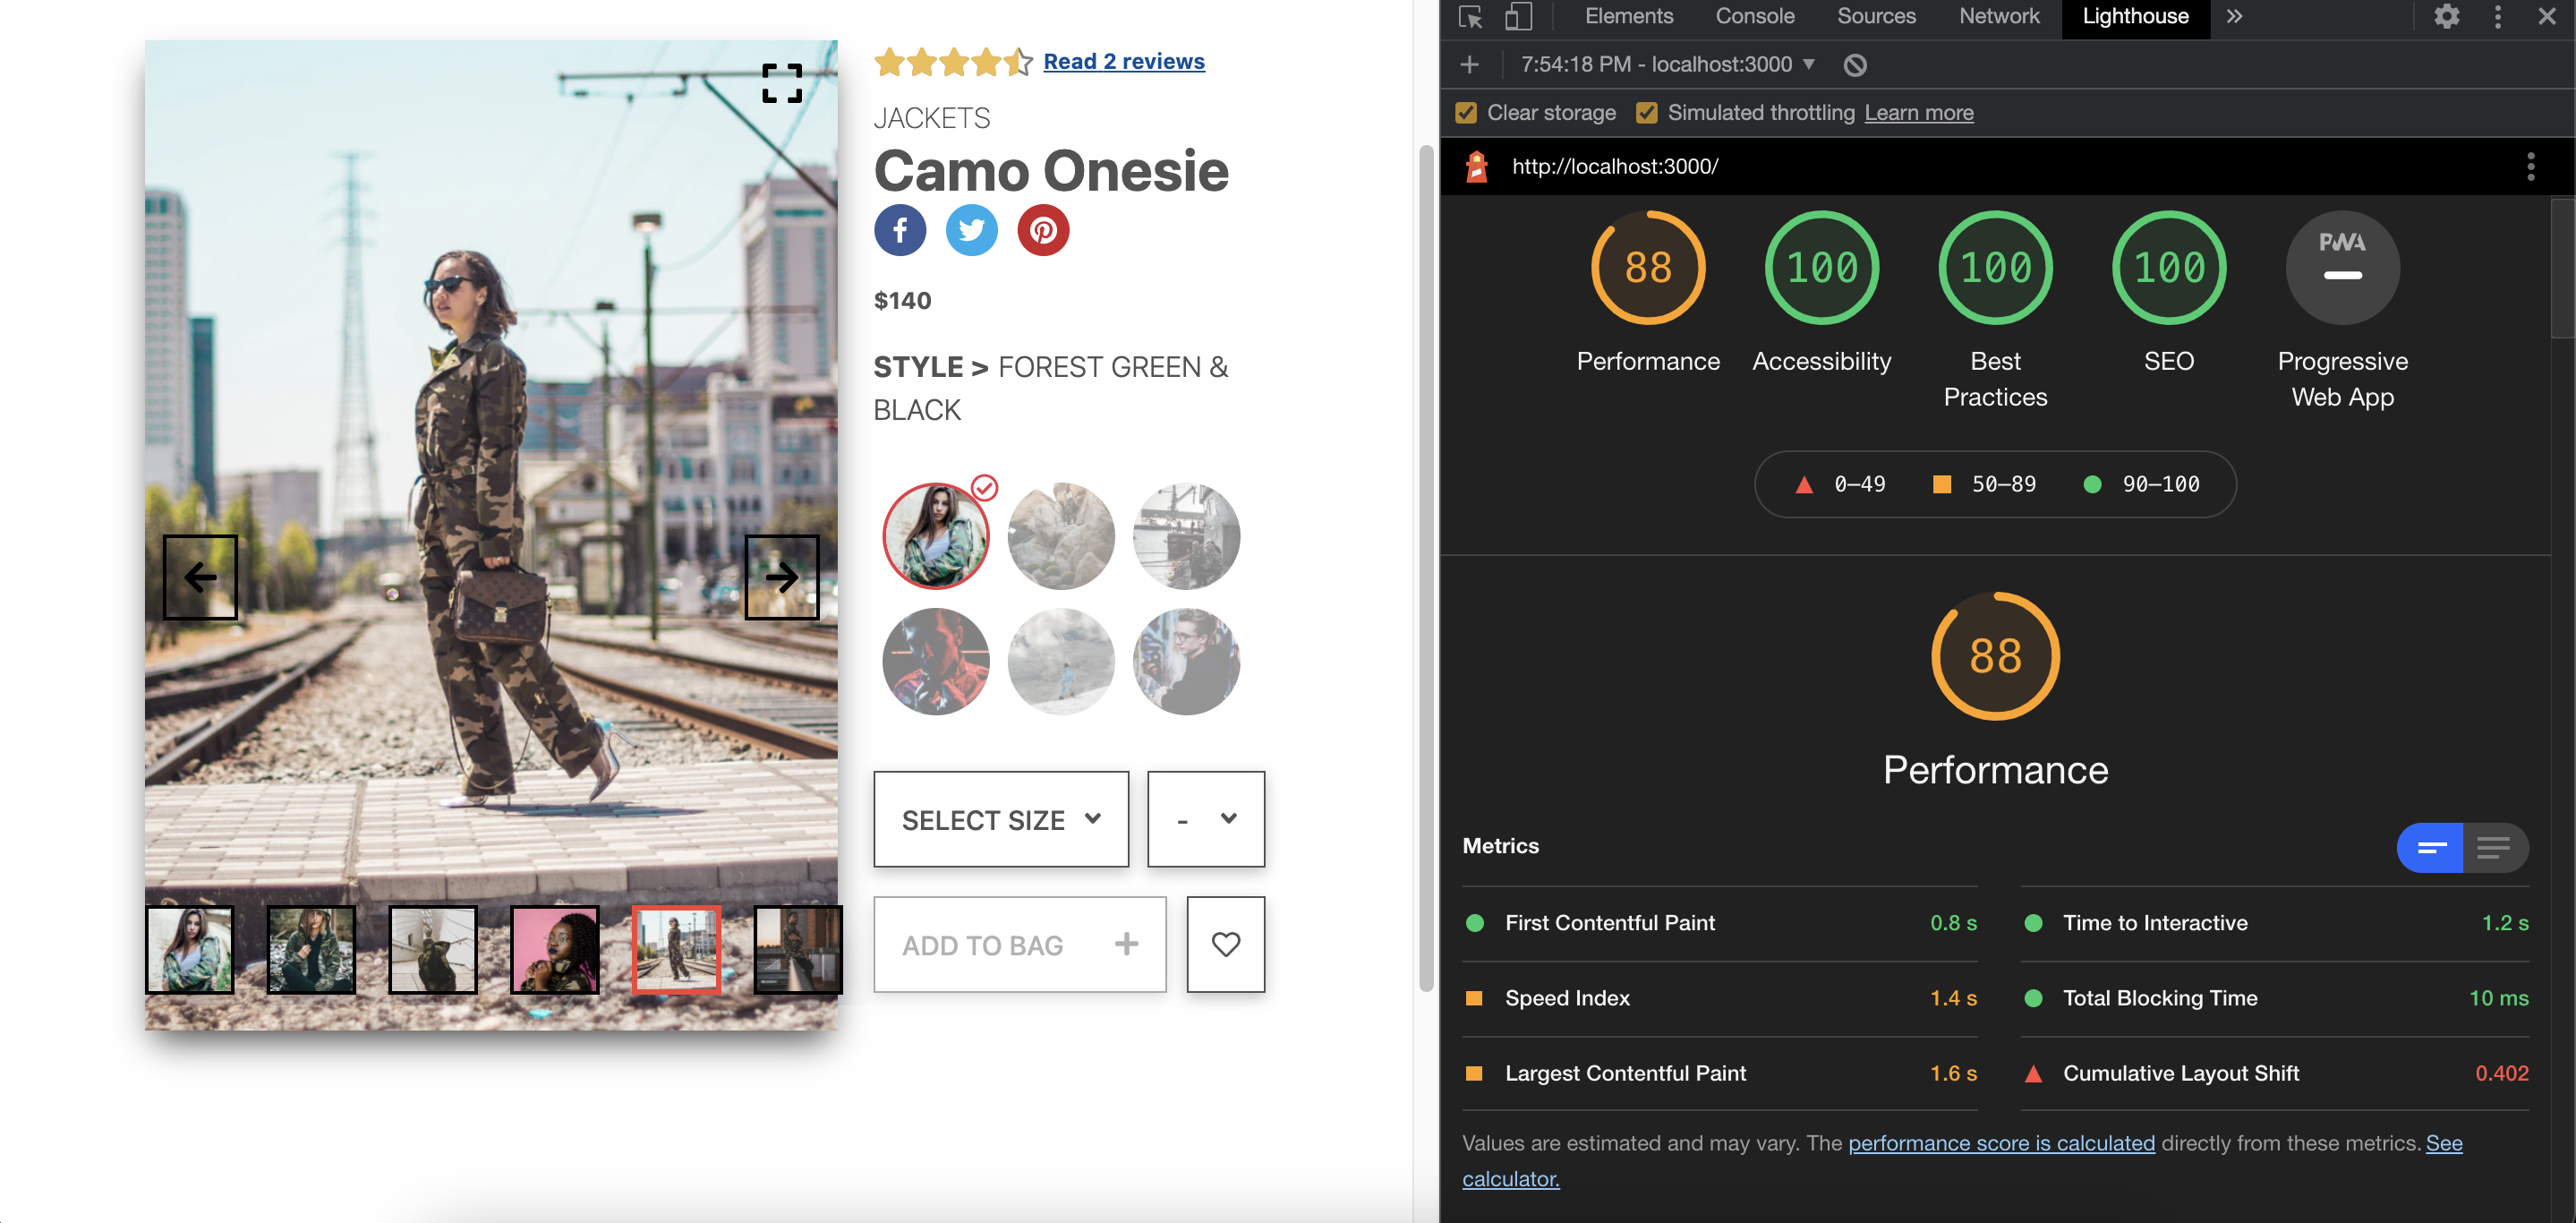 Read 2 reviews
JACKETS
Camo Onesie
$140
STYLE > FOREST GREEN &
BLACK
SELECT SIZE
-
ADD TO BAG +
Elements Console Sources Network Lighthouse
7:54:18 PM - localhost:3000
Clear storage Simulated throttling Learn more
http://localhost:3000/
88 100 100 100 PWA
Performance Accessibility Best SEO Progressive
Practices Web App
0–49 50–89 90–100
88
Performance
Metrics
First Contentful Paint 0.8 s Time to Interactive 1.2 s
Speed Index 1.4 s Total Blocking Time 10 ms
Largest Contentful Paint 1.6 s Cumulative Layout Shift 0.402
Values are estimated and may vary. The performance score is calculated directly from these metrics. See
calculator.